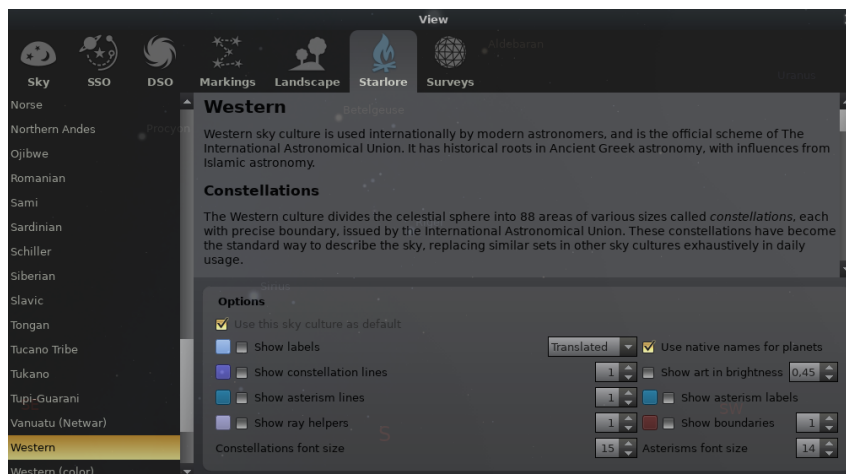 View
Aldebaran
Uranus
Sky
SSO
DSO
Markings
Landscape
Starlore
Surveys
Norse
Northern Andes
Ojibwe
Romanian
Sami
Sardinian
Schiller
Siberian
Slavic
Tongan
Tucano Tribe
Tukano
Tupi-Guarani
Vanuatu (Netwar)
Western
Western (color)
Procyon
Betelgeuse
Western
Western sky culture is used internationally by modern astronomers, and is the official scheme of The
International Astronomical Union. It has historical roots in Ancient Greek astronomy, with influences from
Islamic astronomy.
Constellations
The Western culture divides the celestial sphere into 88 areas of various sizes called constellations, each
with precise boundary, issued by the International Astronomical Union. These constellations have become
the standard way to describe the sky, replacing similar sets in other sky cultures exhaustively in daily
usage.
Sirius
Options
Use this sky culture as default
Show labels
Translated
Use native names for planets
Show constellation lines
1
Show art in brightness
0,45
Show asterism lines
1
Show asterism labels
Show ray helpers
1
Show boundaries
1
Constellations font size
15
Asterisms font size
14
S
SW